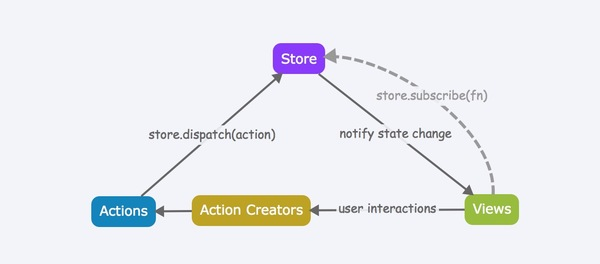 Store
store.subscribe(fn)
store.dispatch(action)
notify state change
Actions
Action Creators
user interactions
Views